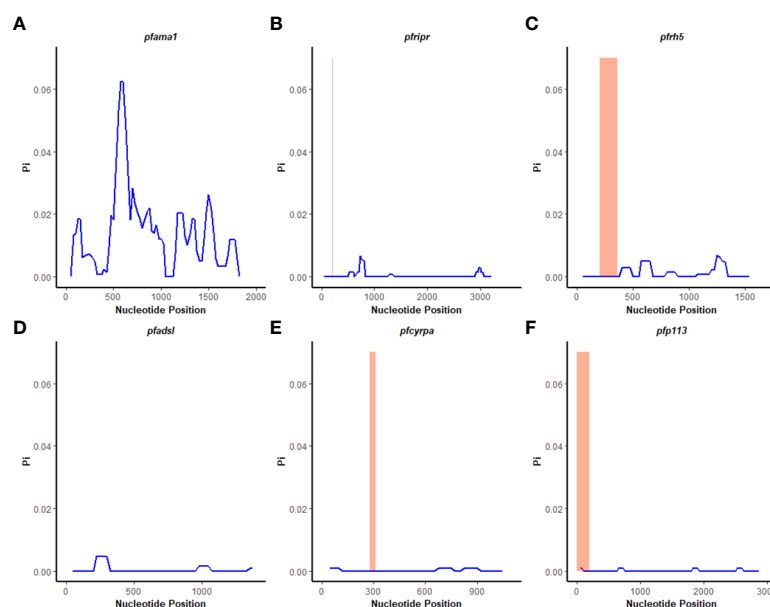 A
B
C
pfama1
pfripr
pfrh5
Pi
0.06
0.04
0.02
0.00
0 500 1000 1500 2000
Nucleotide Position
Pi
0.06
0.04
0.02
0.00
0 1000 2000 3000
Nucleotide Position
Pi
0.06
0.04
0.02
0.00
0 500 1000 1500
Nucleotide Position
D
E
F
pfadsl
pfcyrpa
pfp113
Pi
0.06
0.04
0.02
0.00
0 500 1000
Nucleotide Position
Pi
0.06
0.04
0.02
0.00
0 300 600 900
Nucleotide Position
Pi
0.06
0.04
0.02
0.00
0 1000 2000 3000
Nucleotide Position